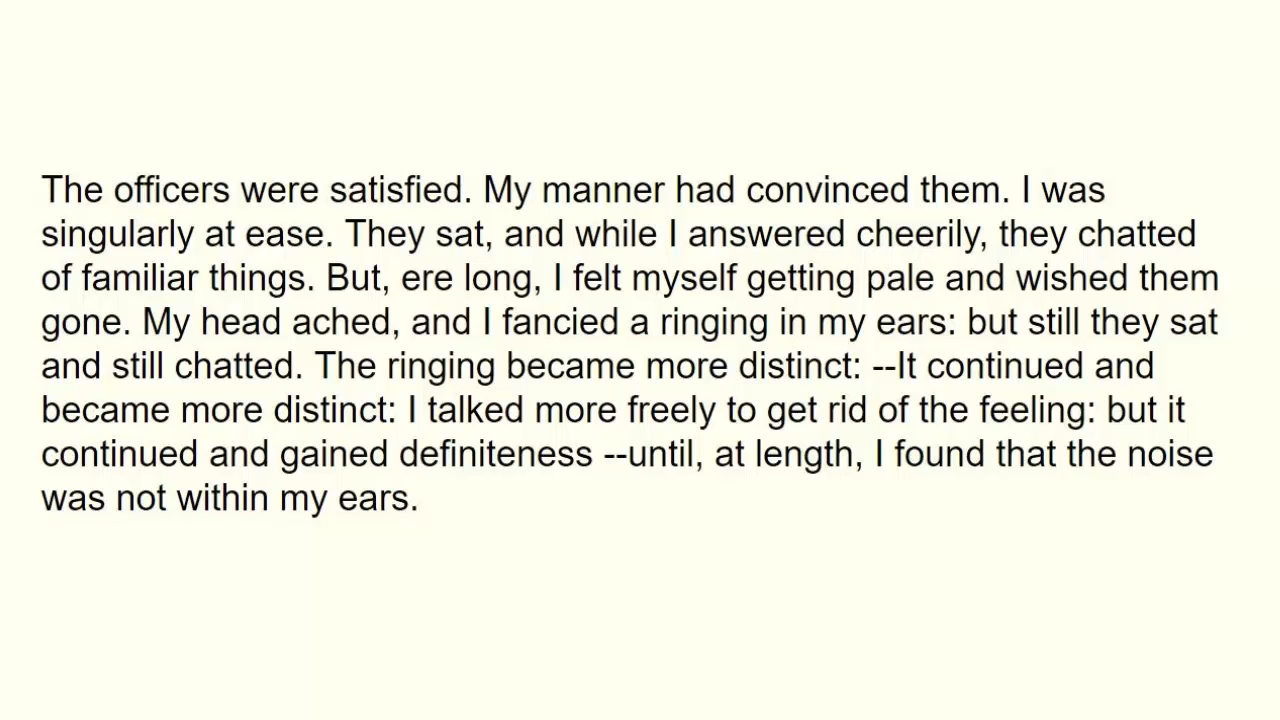 The officers were satisfied. My manner had convinced them. I was
singularly at ease. They sat, and while I answered cheerily, they chatted
of familiar things. But, ere long, I felt myself getting pale and wished them
gone. My head ached, and I fancied a ringing in my ears: but still they sat
and still chatted. The ringing became more distinct: --It continued and
became more distinct: I talked more freely to get rid of the feeling: but it
continued and gained definiteness --until, at length, I found that the noise
was not within my ears.